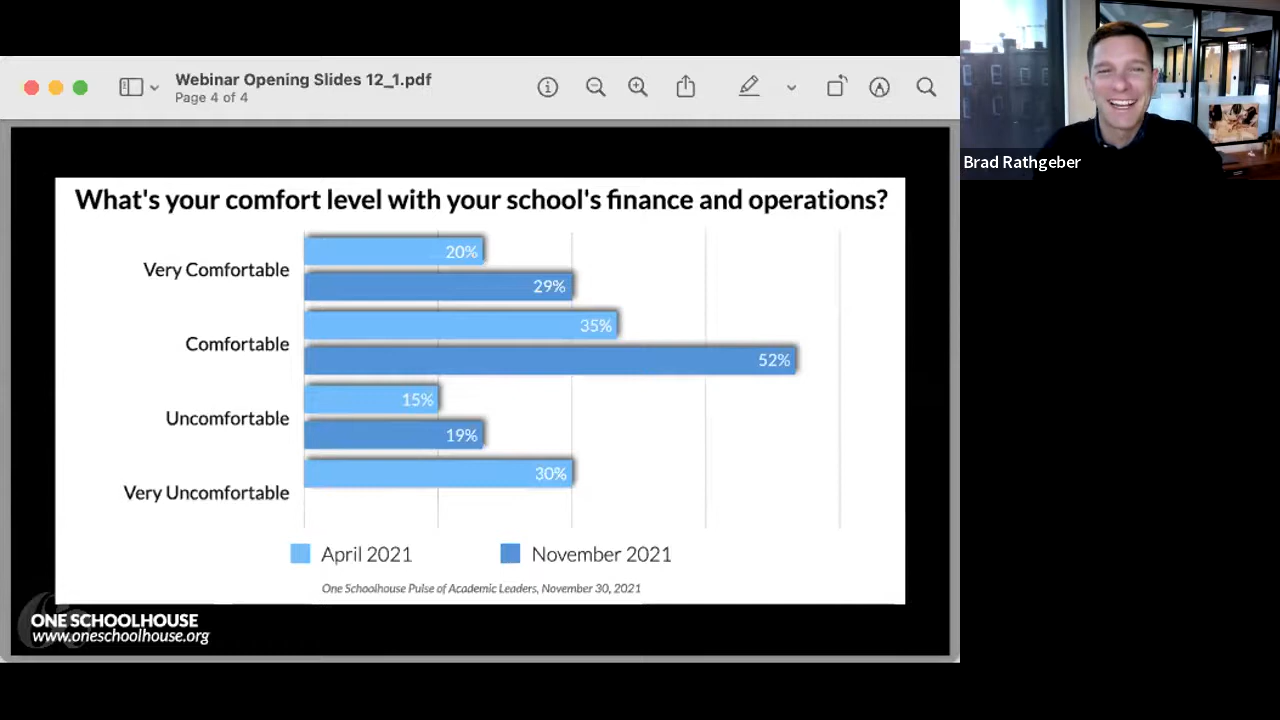 Webinar Opening Slides 12_1.pdf
Page 4 of 4
Brad Rathgeber
What's your comfort level with your school's finance and operations?
Very Comfortable
20%
29%
Comfortable
35%
52%
Uncomfortable
15%
19%
Very Uncomfortable
30%
April 2021
November 2021
One Schoolhouse Pulse of Academic Leaders, November 30, 2021
ONE SCHOOLHOUSE
www.oneschoolhouse.org